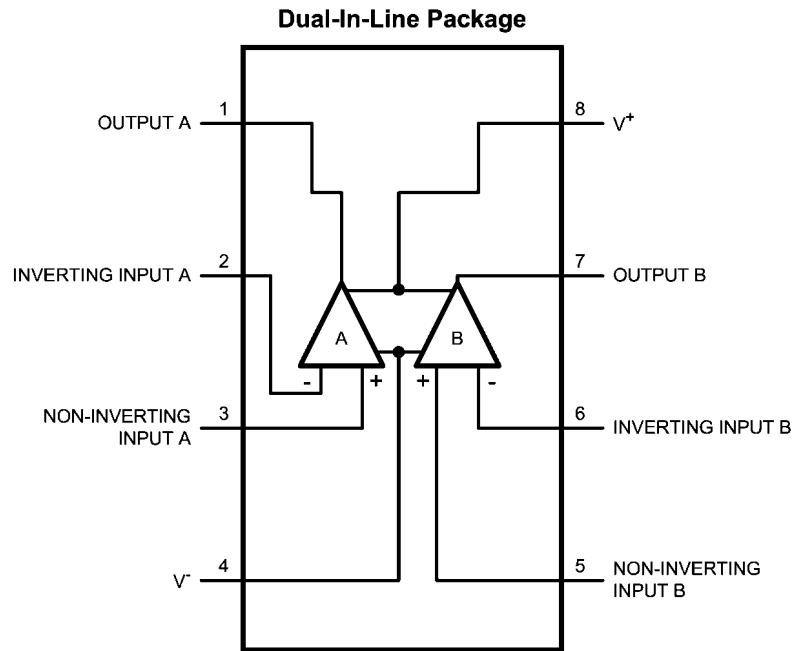 Dual-In-Line Package
1
OUTPUT A
8
V+
2
INVERTING INPUT A
7
OUTPUT B
A
B
-
+
+
-
3
NON-INVERTING
INPUT A
6
INVERTING INPUT B
4
V-
5
NON-INVERTING
INPUT B